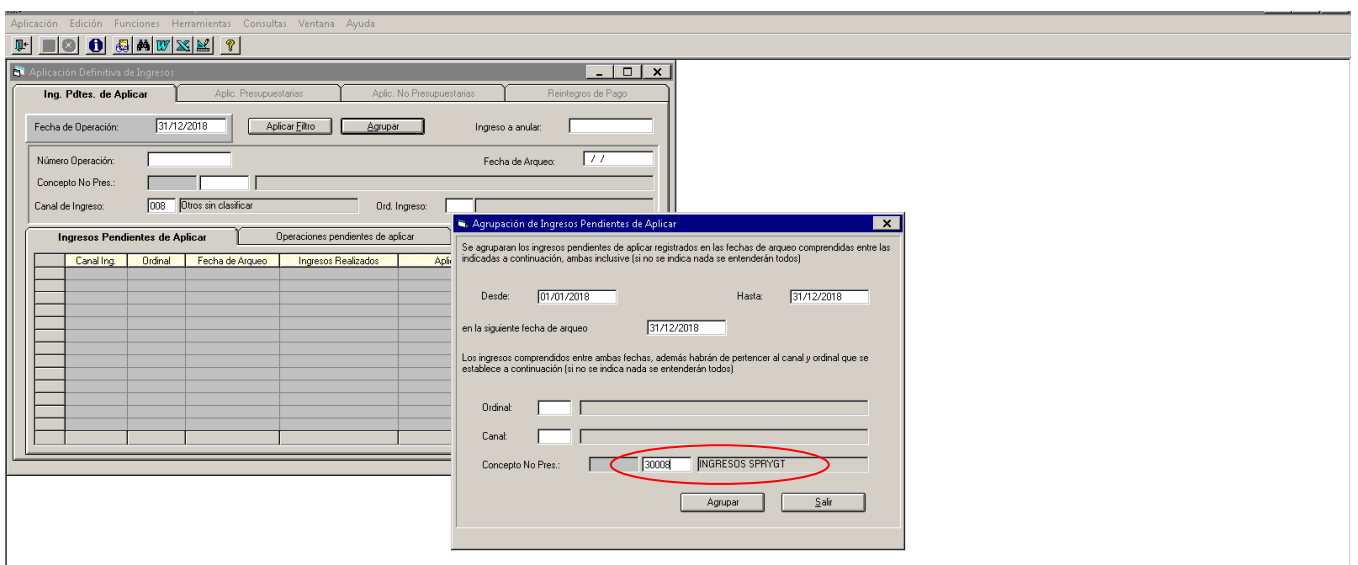 Aplicación Edición Funciones Herramientas Consultas Ventana Ayuda
Aplicación Definitiva de Ingresos
Ing. Pdtes. de Aplicar Aplic. Presupuestarias Aplic. No Presupuestarias Reintegros de Pago
Fecha de Operación: 31/12/2018 Aplicar Filtro Agrupar Ingreso a anular:
Número Operación: Fecha de Arqueo: / /
Concepto No Pres.:
Canal de Ingreso: 008 Otros sin clasificar Ord. Ingreso:
Ingresos Pendientes de Aplicar Operaciones pendientes de aplicar
Canal Ing. Ordinal Fecha de Arqueo Ingresos Realizados
Agrupación de Ingresos Pendientes de Aplicar
Se agruparan los ingresos pendientes de aplicar registrados en las fechas de arqueo comprendidas entre las
indicadas a continuación, ambas inclusive (si no se indica nada se entenderán todos)
Desde: 01/01/2018 Hasta: 31/12/2018
en la siguiente fecha de arqueo 31/12/2018
Los ingresos comprendidos entre ambas fechas, además habrán de pertencer al canal y ordinal que se
establece a continuación (si no se indica nada se entenderán todos)
Ordinal:
Canal:
Concepto No Pres.: 30008 INGRESOS SPRYGT
Agrupar Salir